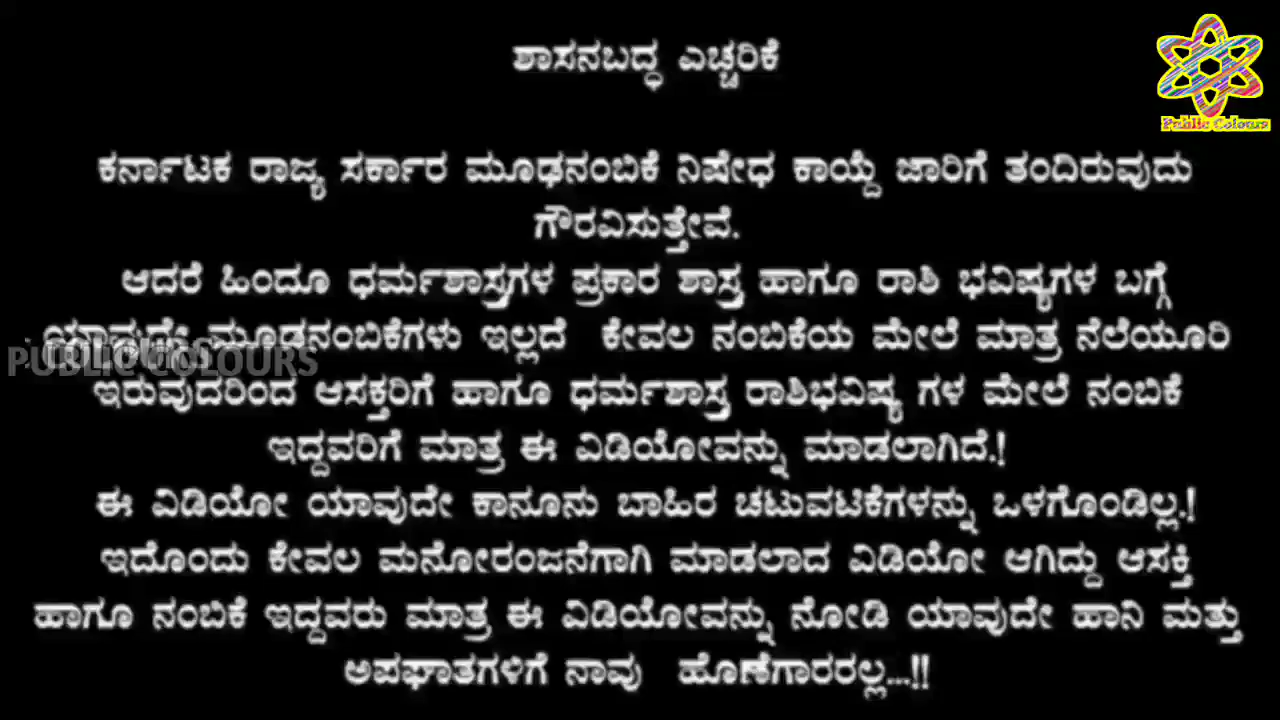 ಶಾಸನಬದ್ಧ ಎಚ್ಚರಿಕೆ
Public Colours
ಕರ್ನಾಟಕ ರಾಜ್ಯ ಸರ್ಕಾರ ಮೂಢನಂಬಿಕೆ ನಿಷೇಧ ಕಾಯ್ದೆ ಜಾರಿಗೆ ತಂದಿರುವುದು
ಗೌರವಿಸುತ್ತೇವೆ.
ಆದರೆ ಹಿಂದೂ ಧರ್ಮಶಾಸ್ತ್ರಗಳ ಪ್ರಕಾರ ಶಾಸ್ತ್ರ ಹಾಗೂ ರಾಶಿ ಭವಿಷ್ಯಗಳ ಬಗ್ಗೆ
ಯಾವುದೇ ಮೂಡನಂಬಿಕೆಗಳು ಇಲ್ಲದೆ ಕೇವಲ ನಂಬಿಕೆಯ ಮೇಲೆ ಮಾತ್ರ ನೆಲೆಯೂರಿ
PUBLIC COLOURS
ಇರುವುದರಿಂದ ಆಸಕ್ತರಿಗೆ ಹಾಗೂ ಧರ್ಮಶಾಸ್ತ್ರ ರಾಶಿಭವಿಷ್ಯ ಗಳ ಮೇಲೆ ನಂಬಿಕೆ
ಇದ್ದವರಿಗೆ ಮಾತ್ರ ಈ ವಿಡಿಯೋವನ್ನು ಮಾಡಲಾಗಿದೆ.!
ಈ ವಿಡಿಯೋ ಯಾವುದೇ ಕಾನೂನು ಬಾಹಿರ ಚಟುವಟಿಕೆಗಳನ್ನು ಒಳಗೊಂಡಿಲ್ಲ.!
ಇದೊಂದು ಕೇವಲ ಮನೋರಂಜನೆಗಾಗಿ ಮಾಡಲಾದ ವಿಡಿಯೋ ಆಗಿದ್ದು ಆಸಕ್ತಿ
ಹಾಗೂ ನಂಬಿಕೆ ಇದ್ದವರು ಮಾತ್ರ ಈ ವಿಡಿಯೋವನ್ನು ನೋಡಿ ಯಾವುದೇ ಹಾನಿ ಮತ್ತು
ಅಪಘಾತಗಳಿಗೆ ನಾವು ಹೊಣೆಗಾರರಲ್ಲ...!!